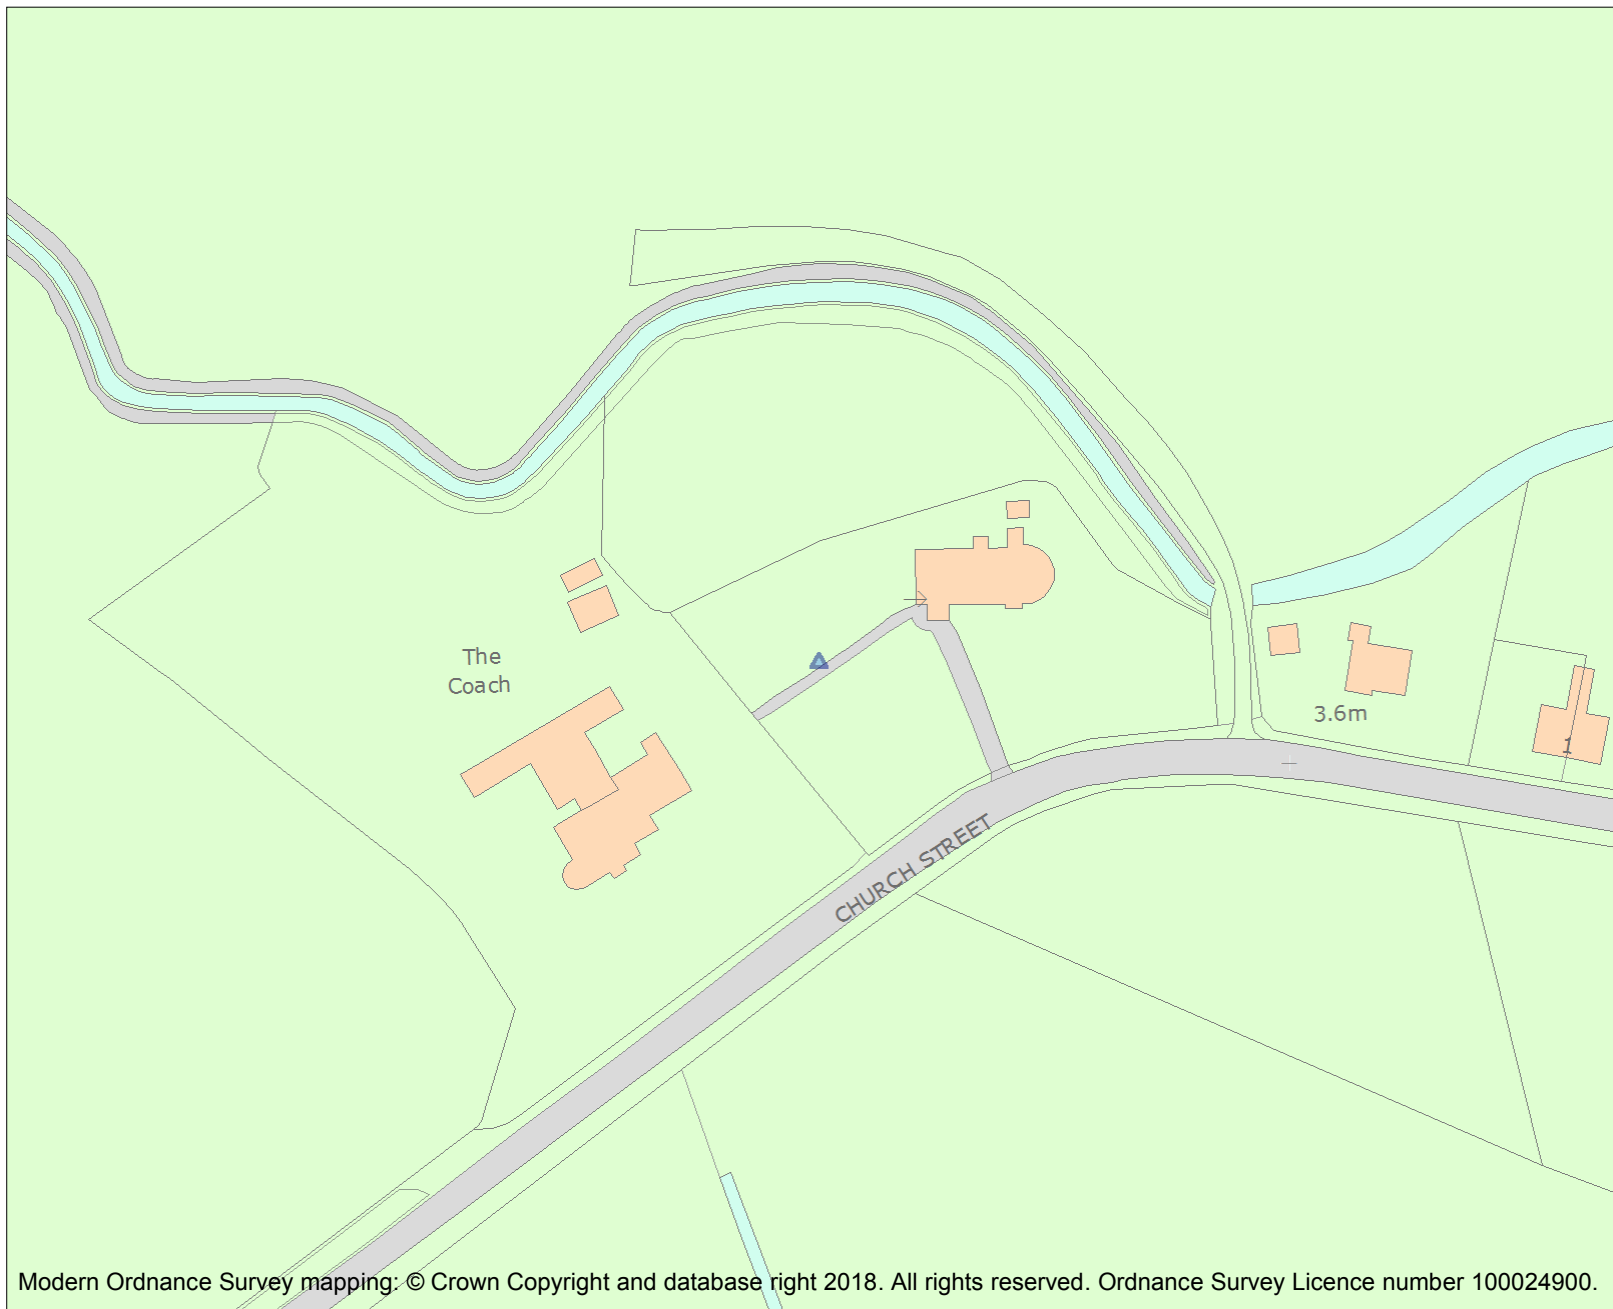 The
Coach
3.6m
1
CHURCH STREET
Modern Ordnance Survey mapping: © Crown Copyright and database right 2018. All rights reserved. Ordnance Survey Licence number 100024900.